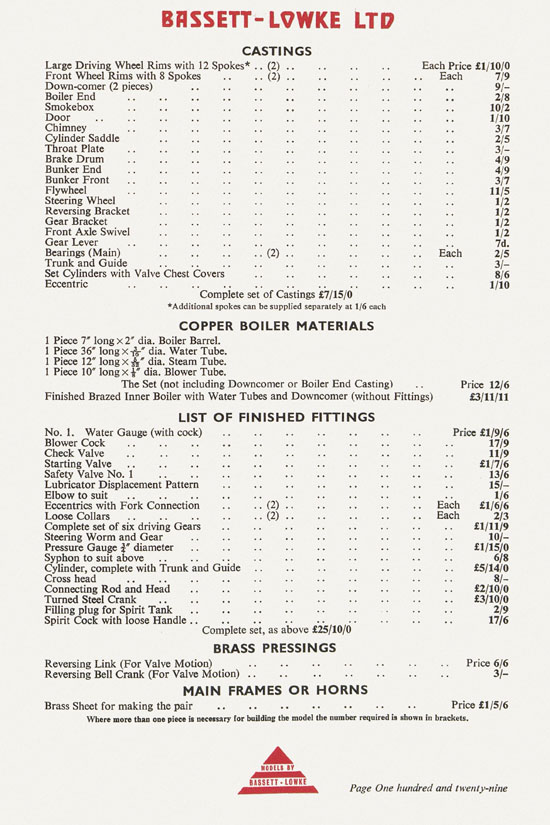 BASSETT-LOWKE LTD
CASTINGS
Large Driving Wheel Rims with 12 Spokes* .. (2) .. .. .. .. Each Price £1/10/0
Front Wheel Rims with 8 Spokes .. .. (2) .. .. .. .. .. Each 7/9
Down-comer (2 pieces) .. .. .. .. .. .. .. .. .. 9/-
Boiler End .. .. .. .. .. .. .. .. .. .. .. 2/8
Smokebox .. .. .. .. .. .. .. .. .. .. .. 10/2
Door .. .. .. .. .. .. .. .. .. .. .. .. 1/10
Chimney .. .. .. .. .. .. .. .. .. .. .. 3/7
Cylinder Saddle .. .. .. .. .. .. .. .. .. .. 2/5
Throat Plate .. .. .. .. .. .. .. .. .. .. 3/-
Brake Drum .. .. .. .. .. .. .. .. .. .. 4/9
Bunker End .. .. .. .. .. .. .. .. .. .. 4/9
Bunker Front .. .. .. .. .. .. .. .. .. .. .. 3/7
Flywheel .. .. .. .. .. .. .. .. .. .. .. 11/5
Steering Wheel .. .. .. .. .. .. .. .. .. .. 1/2
Reversing Bracket .. .. .. .. .. .. .. .. .. 1/2
Gear Bracket .. .. .. .. .. .. .. .. .. .. 1/2
Front Axle Swivel .. .. .. .. .. .. .. .. .. 1/2
Gear Lever .. .. .. .. .. .. .. .. .. .. .. 7d.
Bearings (Main) .. .. .. (2) .. .. .. .. .. Each 2/5
Trunk and Guide .. .. .. .. .. .. .. .. .. .. 3/-
Set Cylinders with Valve Chest Covers .. .. .. .. .. .. .. 8/6
Eccentric .. .. .. .. .. .. .. .. .. .. .. 1/10
Complete set of Castings £7/15/0
*Additional spokes can be supplied separately at 1/6 each
COPPER BOILER MATERIALS
1 Piece 7″ long × 2″ dia. Boiler Barrel.
1 Piece 36″ long × 3/16″ dia. Water Tube.
1 Piece 12″ long × 5/32″ dia. Steam Tube.
1 Piece 10″ long × 1/8″ dia. Blower Tube.
The Set (not including Downcomer or Boiler End Casting) .. Price 12/6
Finished Brazed Inner Boiler with Water Tubes and Downcomer (without Fittings) £3/11/11
LIST OF FINISHED FITTINGS
No. 1. Water Gauge (with cock) .. .. .. .. .. .. Price £1/9/6
Blower Cock .. .. .. .. .. .. .. .. .. .. 17/9
Check Valve .. .. .. .. .. .. .. .. .. .. 11/9
Starting Valve .. .. .. .. .. .. .. .. .. .. £1/7/6
Safety Valve No. 1 .. .. .. .. .. .. .. .. .. 13/6
Lubricator Displacement Pattern .. .. .. .. .. .. .. 15/-
Elbow to suit .. .. .. .. .. .. .. .. .. .. 1/6
Eccentrics with Fork Connection .. (2) .. .. .. .. .. Each £1/6/6
Loose Collars .. .. .. .. (2) .. .. .. .. .. Each 2/3
Complete set of six driving Gears .. .. .. .. .. .. .. £1/11/9
Steering Worm and Gear .. .. .. .. .. .. .. .. 10/-
Pressure Gauge ¾″ diameter .. .. .. .. .. .. .. .. £1/15/0
Syphon to suit above .. .. .. .. .. .. .. .. .. 6/8
Cylinder, complete with Trunk and Guide .. .. .. .. .. .. £5/14/0
Cross head .. .. .. .. .. .. .. .. .. .. .. 8/-
Connecting Rod and Head .. .. .. .. .. .. .. .. £2/10/0
Turned Steel Crank .. .. .. .. .. .. .. .. .. £3/10/0
Filling plug for Spirit Tank .. .. .. .. .. .. .. .. 2/9
Spirit Cock with loose Handle .. .. .. .. .. .. .. .. 17/6
Complete set, as above £25/10/0
BRASS PRESSINGS
Reversing Link (For Valve Motion) .. .. .. .. .. .. Price 6/6
Reversing Bell Crank (For Valve Motion) .. .. .. .. .. .. .. 3/-
MAIN FRAMES OR HORNS
Brass Sheet for making the pair .. .. .. .. .. .. Price £1/5/6
Where more than one piece is necessary for building the model the number required is shown in brackets.
MODELS BY
BASSETT-LOWKE
Page One hundred and twenty-nine